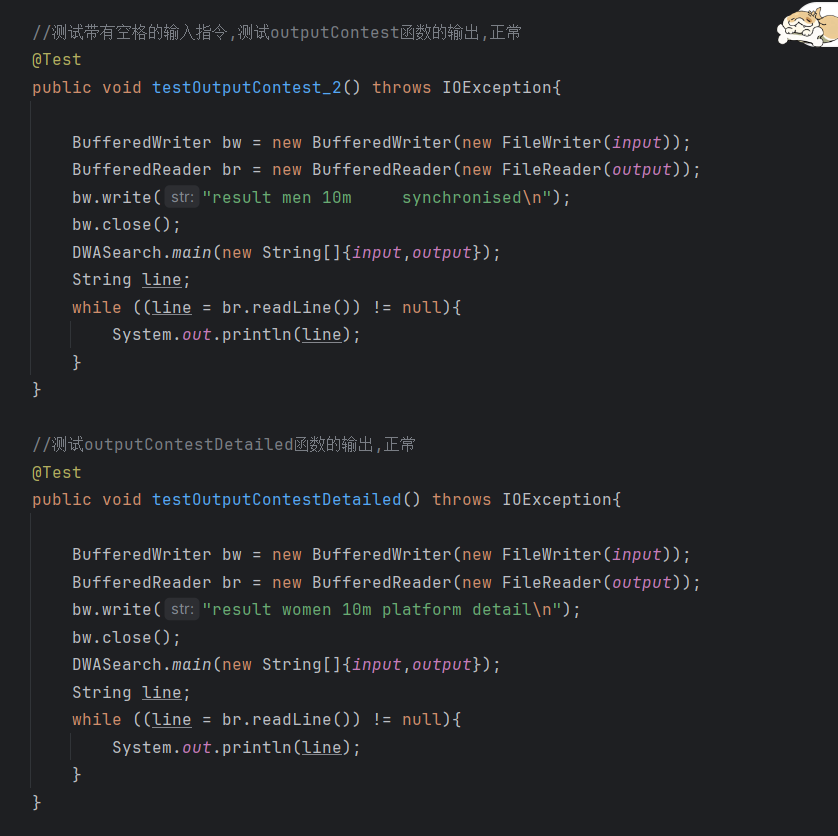 //测试带有空格的输入指令,测试outputContest函数的输出,正常
@Test
public void testOutputContest_2() throws IOException{
BufferedWriter bw = new BufferedWriter(new FileWriter(input));
BufferedReader br = new BufferedReader(new FileReader(output));
bw.write( str: "result men 10m     synchronised\n");
bw.close();
DWASearch.main(new String[]{input,output});
String line;
while ((line = br.readLine()) != null){
System.out.println(line);
}
}
//测试outputContestDetailed函数的输出,正常
@Test
public void testOutputContestDetailed() throws IOException{
BufferedWriter bw = new BufferedWriter(new FileWriter(input));
BufferedReader br = new BufferedReader(new FileReader(output));
bw.write( str: "result women 10m platform detail\n");
bw.close();
DWASearch.main(new String[]{input,output});
String line;
while ((line = br.readLine()) != null){
System.out.println(line);
}
}